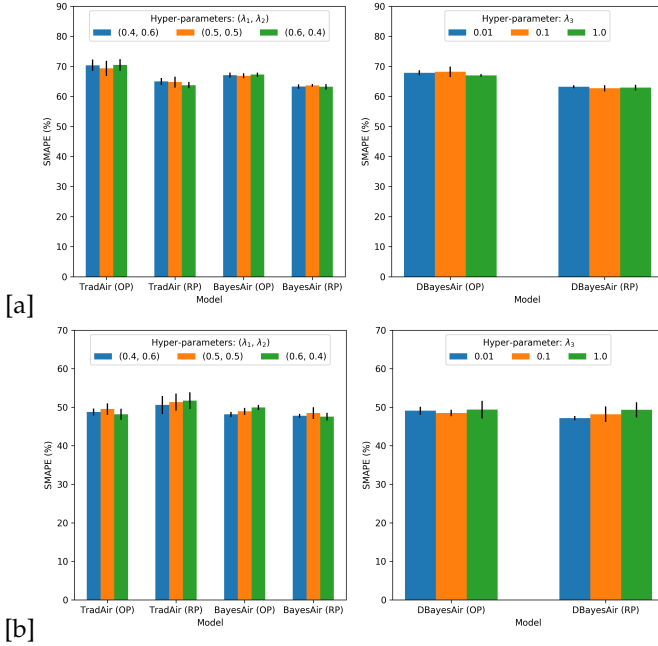 Hyper-parameters: (λ1, λ2)
(0.4, 0.6) (0.5, 0.5) (0.6, 0.4)
SMAPE (%)
90
80
70
60
50
40
30
20
10
0
TradAir (OP) TradAir (RP) BayesAir (OP) BayesAir (RP)
Model
Hyper-parameter: λ3
0.01 0.1 1.0
SMAPE (%)
90
80
70
60
50
40
30
20
10
0
DBayesAir (OP) DBayesAir (RP)
Model
[a]
Hyper-parameters: (λ1, λ2)
(0.4, 0.6) (0.5, 0.5) (0.6, 0.4)
SMAPE (%)
70
60
50
40
30
20
10
0
TradAir (OP) TradAir (RP) BayesAir (OP) BayesAir (RP)
Model
Hyper-parameter: λ3
0.01 0.1 1.0
SMAPE (%)
70
60
50
40
30
20
10
0
DBayesAir (OP) DBayesAir (RP)
Model
[b]